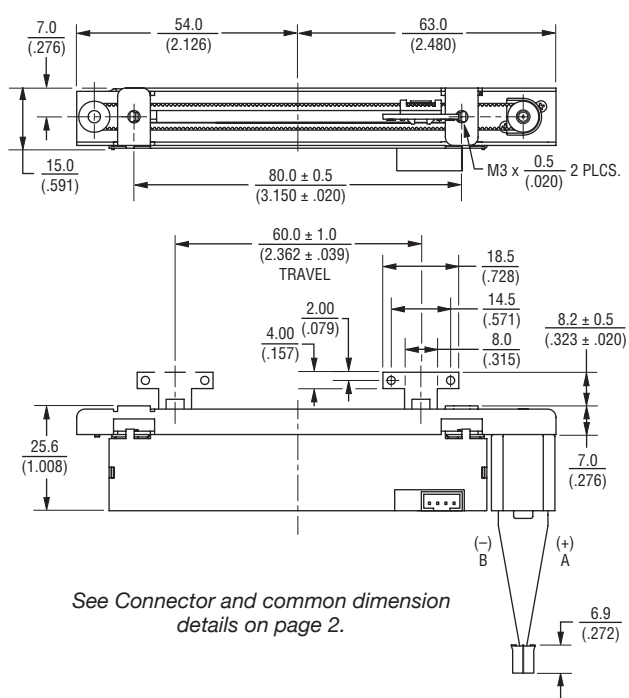 7.0
(.276)
54.0
(2.126)
63.0
(2.480)
15.0
(.591)
80.0 ± 0.5
(3.150 ± .020)
M3 x 0.5 2 PLCS.
(.020)
60.0 ± 1.0
(2.362 ± .039)
TRAVEL
18.5
(.728)
14.5
(.571)
8.0
(.315)
2.00
(.079)
4.00
(.157)
8.2 ± 0.5
(.323 ± .020)
25.6
(1.008)
7.0
(.276)
(–)
B
(+)
A
6.9
(.272)
See Connector and common dimension
details on page 2.